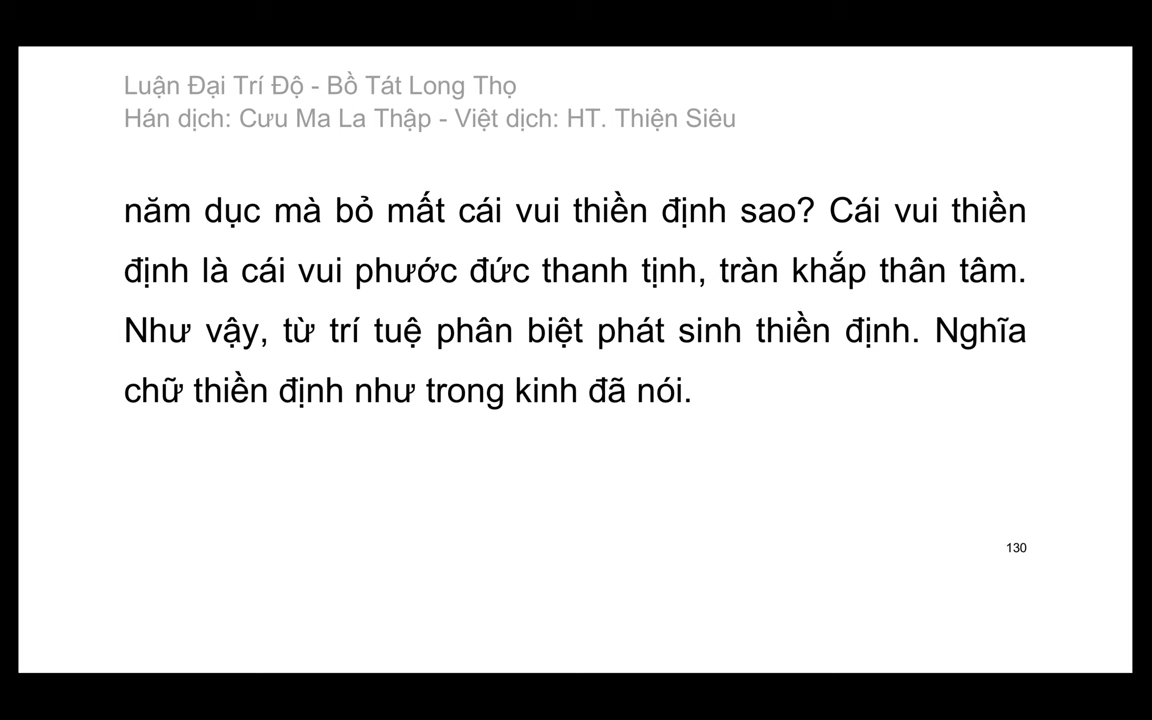 Luận Đại Trí Độ - Bồ Tát Long Thọ
Hán dịch: Cưu Ma La Thập - Việt dịch: HT. Thiện Siêu
năm dục mà bỏ mất cái vui thiền định sao? Cái vui thiền
định là cái vui phước đức thanh tịnh, tràn khắp thân tâm.
Như vậy, từ trí tuệ phân biệt phát sinh thiền định. Nghĩa
chữ thiền định như trong kinh đã nói.
130